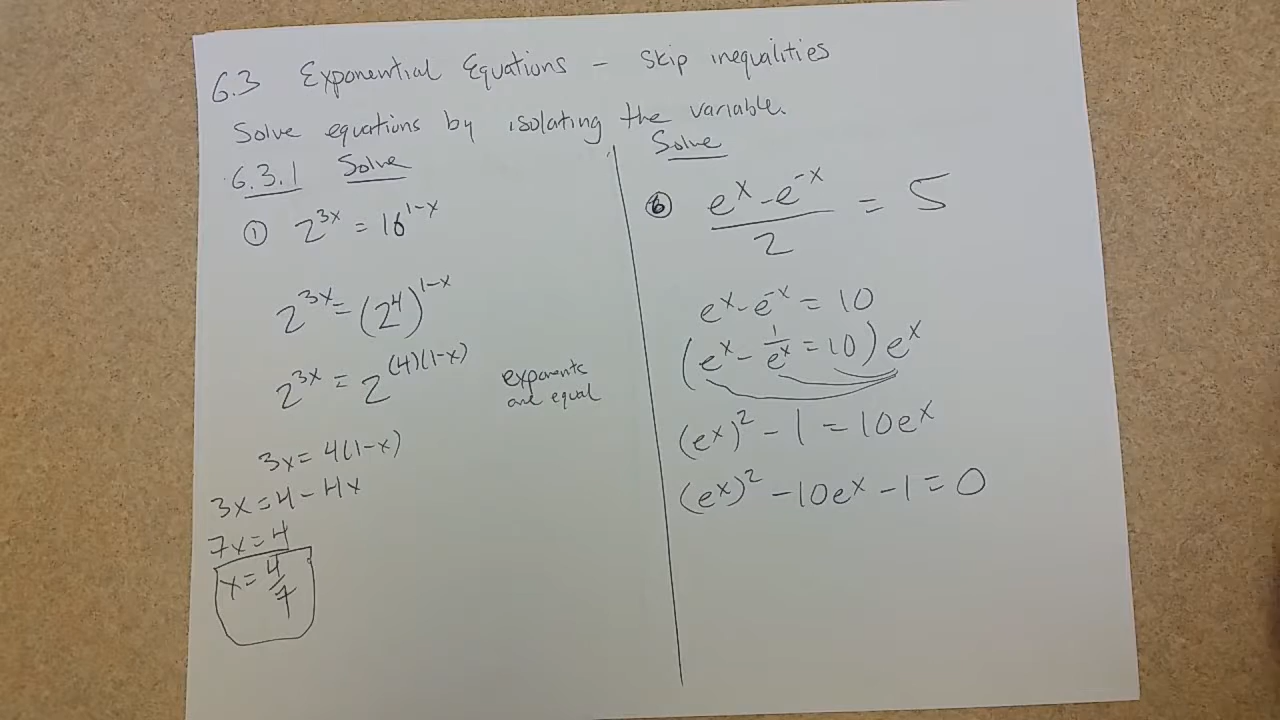 6.3 Exponential Equations - Skip inequalities
Solve equations by isolating the variable.
6.3.1 Solve
① 2^{3x} = 16^{1-x}
2^{3x} = (2^4)^{1-x}
2^{3x} = 2^{(4)(1-x)}
exponents
are equal
3x = 4(1-x)
3x = 4 - 4x
7x = 4
x = 4/7
Solve
⑥ (e^x - e^{-x})/2 = 5
e^x - e^{-x} = 10
(e^x - 1/e^x = 10) e^x
(e^x)^2 - 1 = 10e^x
(e^x)^2 - 10e^x - 1 = 0